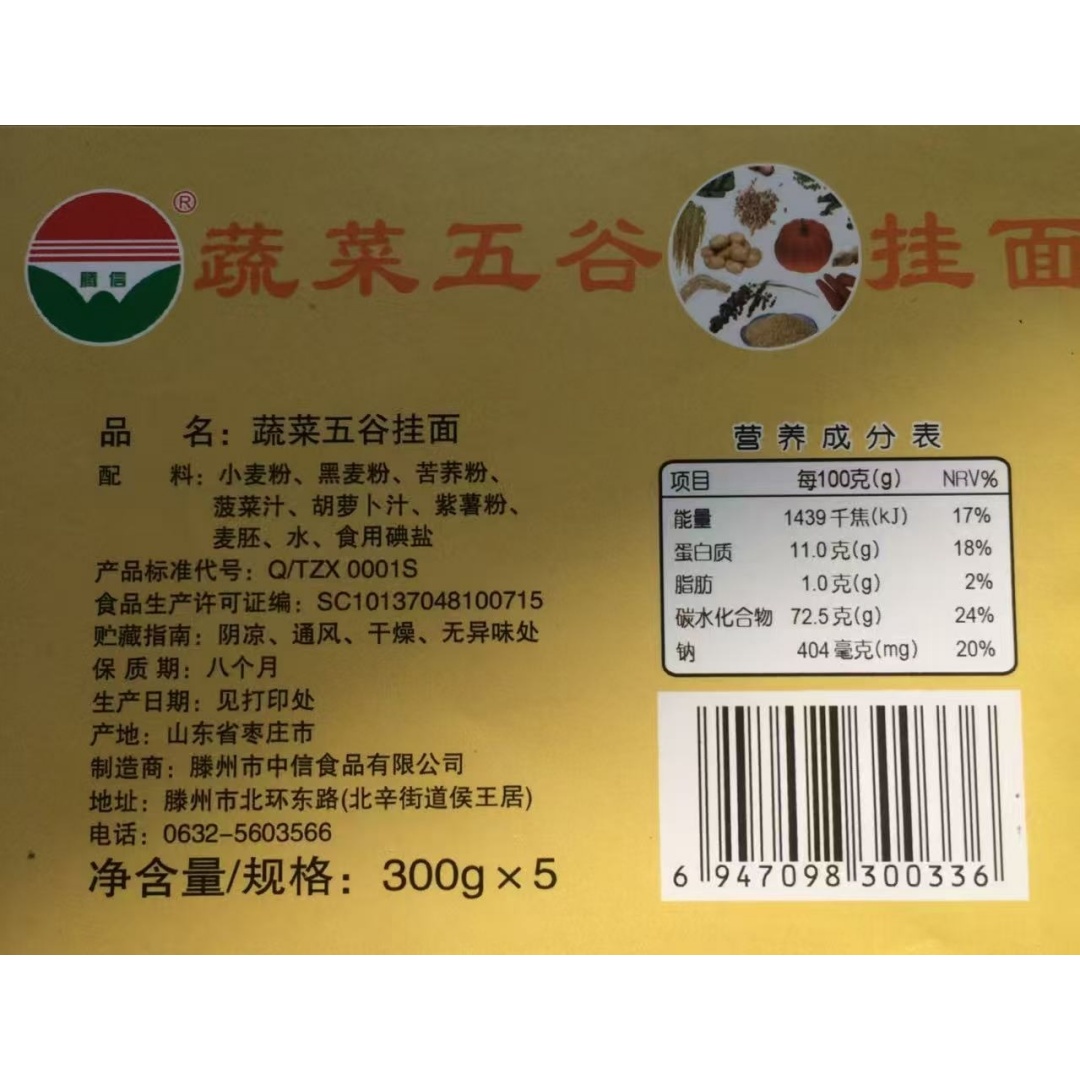 腾信
®
蔬菜五谷挂面
品 名：蔬菜五谷挂面
配 料：小麦粉、黑麦粉、苦荞粉、
菠菜汁、胡萝卜汁、紫薯粉、
麦胚、水、食用碘盐
产品标准代号：Q/TZX 0001S
食品生产许可证编：SC10137048100715
贮藏指南：阴凉、通风、干燥、无异味处
保 质 期：八个月
生产日期：见打印处
产地：山东省枣庄市
制造商：滕州市中信食品有限公司
地址：滕州市北环东路(北辛街道侯王居)
电话：0632-5603566
净含量/规格：300g×5
营养成分表
项目 每100克(g) NRV%
能量 1439千焦(kJ) 17%
蛋白质 11.0克(g) 18%
脂肪 1.0克(g) 2%
碳水化合物 72.5克(g) 24%
钠 404毫克(mg) 20%
6 947098 300336